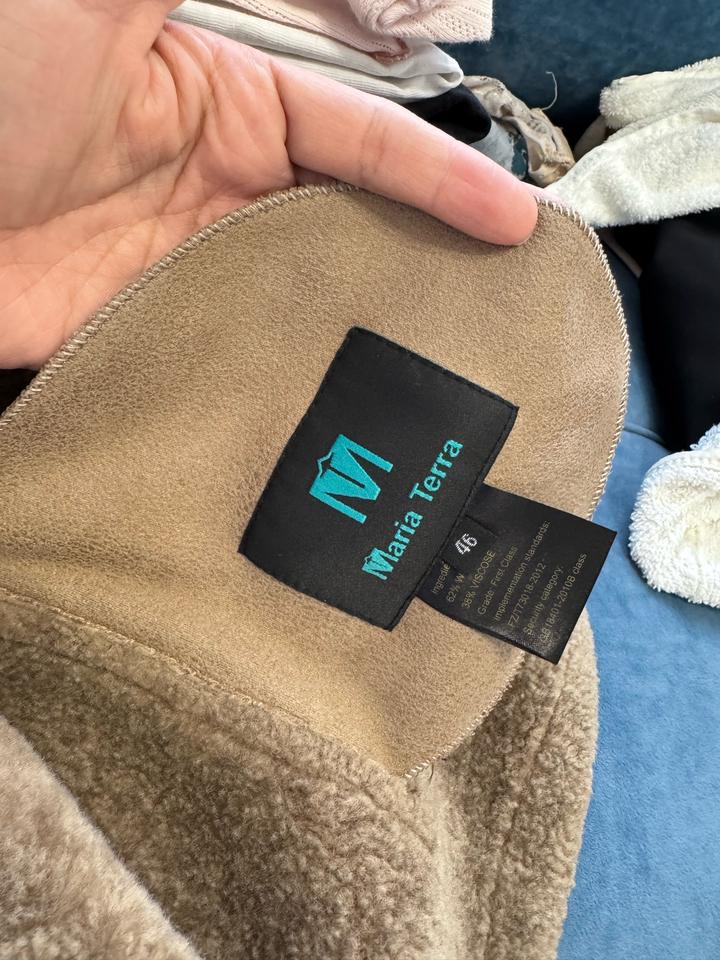 M
Maria Terra
46
Ingredie
62% W
38% VISCOSE
Grade: First Class
Implementation standards:
FZ/T73018-2012
Security category:
GB18401-2010B class